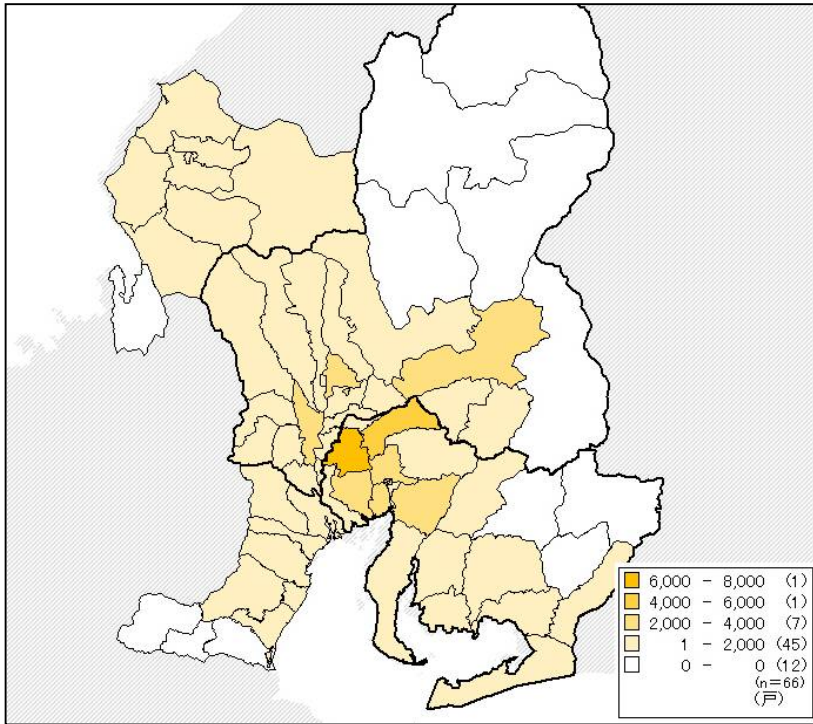 6,000 - 8,000 (1)
4,000 - 6,000 (1)
2,000 - 4,000 (7)
1 - 2,000 (45)
0 - 0 (12)
(n=66)
(戸)